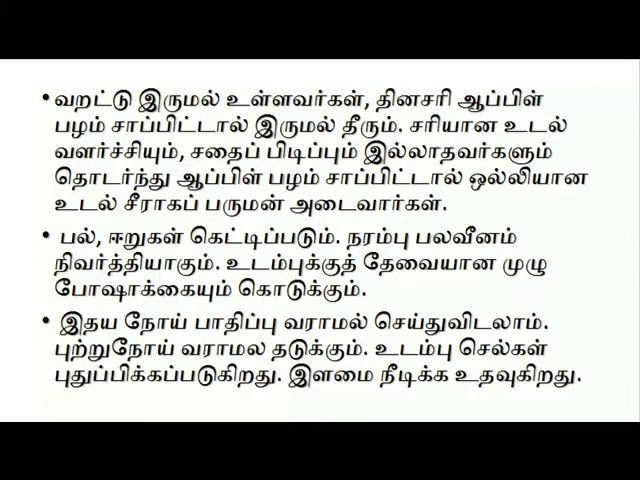 • வறட்டு இருமல் உள்ளவர்கள், தினசரி ஆப்பிள்
பழம் சாப்பிட்டால் இருமல் தீரும். சரியான உடல்
வளர்ச்சியும், சதைப் பிடிப்பும் இல்லாதவர்களும்
தொடர்ந்து ஆப்பிள் பழம் சாப்பிட்டால் ஒல்லியான
உடல் சீராகப் பருமன் அடைவார்கள்.
• பல், ஈறுகள் கெட்டிப்படும். நரம்பு பலவீனம்
நிவர்த்தியாகும். உடம்புக்குத் தேவையான முழு
போஷாக்கையும் கொடுக்கும்.
• இதய நோய் பாதிப்பு வராமல் செய்துவிடலாம்.
புற்றுநோய் வராமல தடுக்கும். உடம்பு செல்கள்
புதுப்பிக்கப்படுகிறது. இளமை நீடிக்க உதவுகிறது.